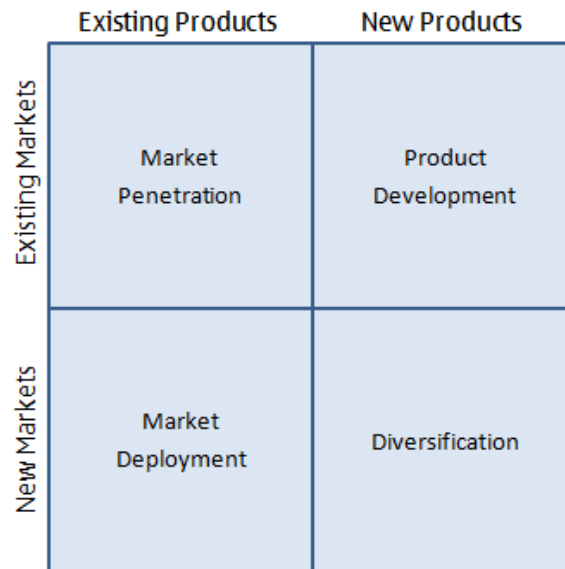 Existing Products
New Products
Existing Markets
Market
Penetration
Product
Development
New Markets
Market
Deployment
Diversification